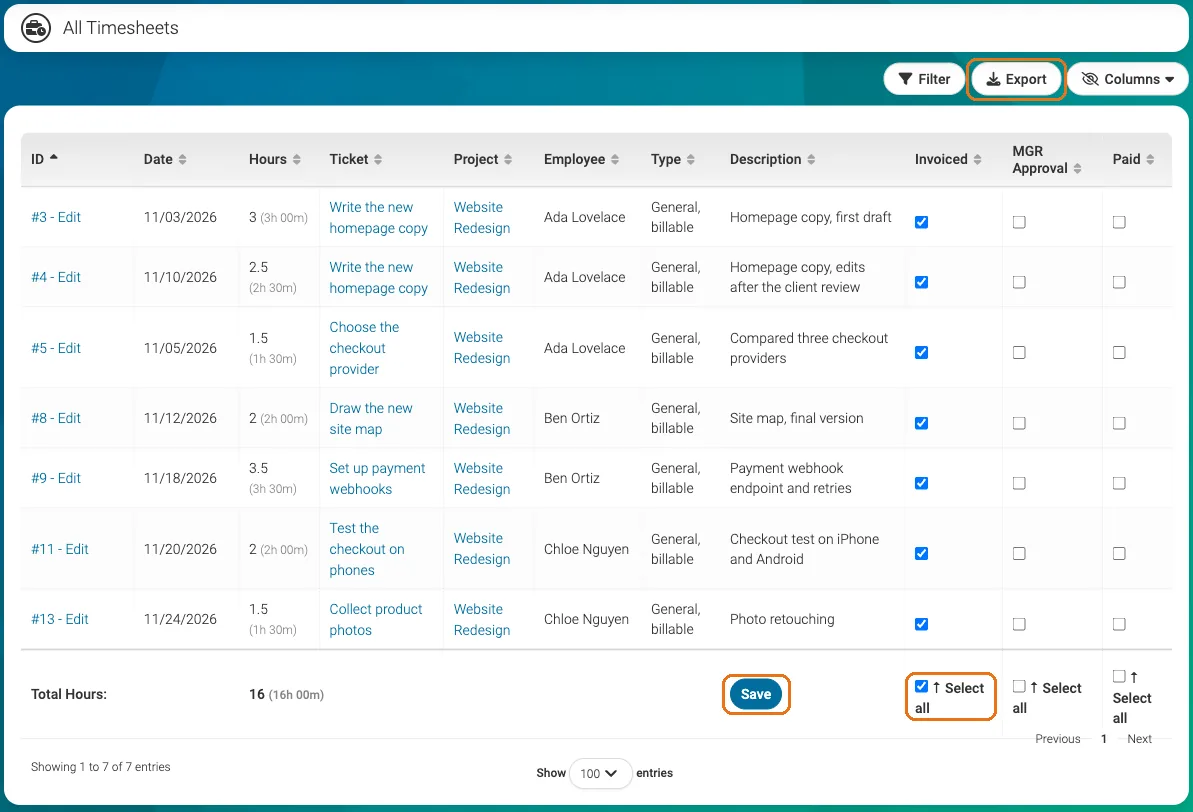 All Timesheets
Filter
Export
Columns
ID
Date
Hours
Ticket
Project
Employee
Type
Description
Invoiced
MGR
Approval
Paid
#3 - Edit
11/03/2026
3 (3h 00m)
Write the new
homepage copy
Website
Redesign
Ada Lovelace
General,
billable
Homepage copy, first draft
#4 - Edit
11/10/2026
2.5
(2h 30m)
Write the new
homepage copy
Website
Redesign
Ada Lovelace
General,
billable
Homepage copy, edits
after the client review
#5 - Edit
11/05/2026
1.5
(1h 30m)
Choose the
checkout
provider
Website
Redesign
Ada Lovelace
General,
billable
Compared three checkout
providers
#8 - Edit
11/12/2026
2 (2h 00m)
Draw the new
site map
Website
Redesign
Ben Ortiz
General,
billable
Site map, final version
#9 - Edit
11/18/2026
3.5
(3h 30m)
Set up payment
webhooks
Website
Redesign
Ben Ortiz
General,
billable
Payment webhook
endpoint and retries
#11 - Edit
11/20/2026
2 (2h 00m)
Test the
checkout on
phones
Website
Redesign
Chloe Nguyen
General,
billable
Checkout test on iPhone
and Android
#13 - Edit
11/24/2026
1.5
(1h 30m)
Collect product
photos
Website
Redesign
Chloe Nguyen
General,
billable
Photo retouching
Total Hours:
16 (16h 00m)
Save
↑ Select
all
↑ Select
all
↑
Select
all
Previous 1 Next
Showing 1 to 7 of 7 entries
Show 100 entries